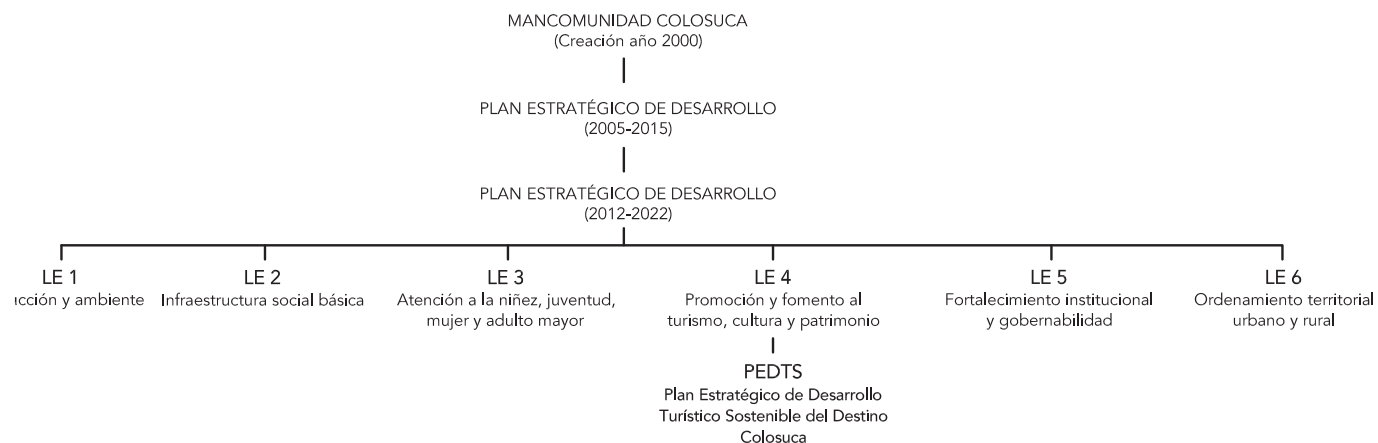 MANCOMUNIDAD COLOSUCA
(Creación año 2000)
PLAN ESTRATÉGICO DE DESARROLLO
(2005-2015)
PLAN ESTRATÉGICO DE DESARROLLO
(2012-2022)
LE 1
y ambiente
LE 2
Infraestructura social básica
LE 3
Atención a la niñez, juventud,
mujer y adulto mayor
LE 4
Promoción y fomento al
turismo, cultura y patrimonio
LE 5
Fortalecimiento institucional
y gobernabilidad
LE 6
Ordenamiento territorial
urbano y rural
PEDTS
Plan Estratégico de Desarrollo
Turístico Sostenible del Destino
Colosuca